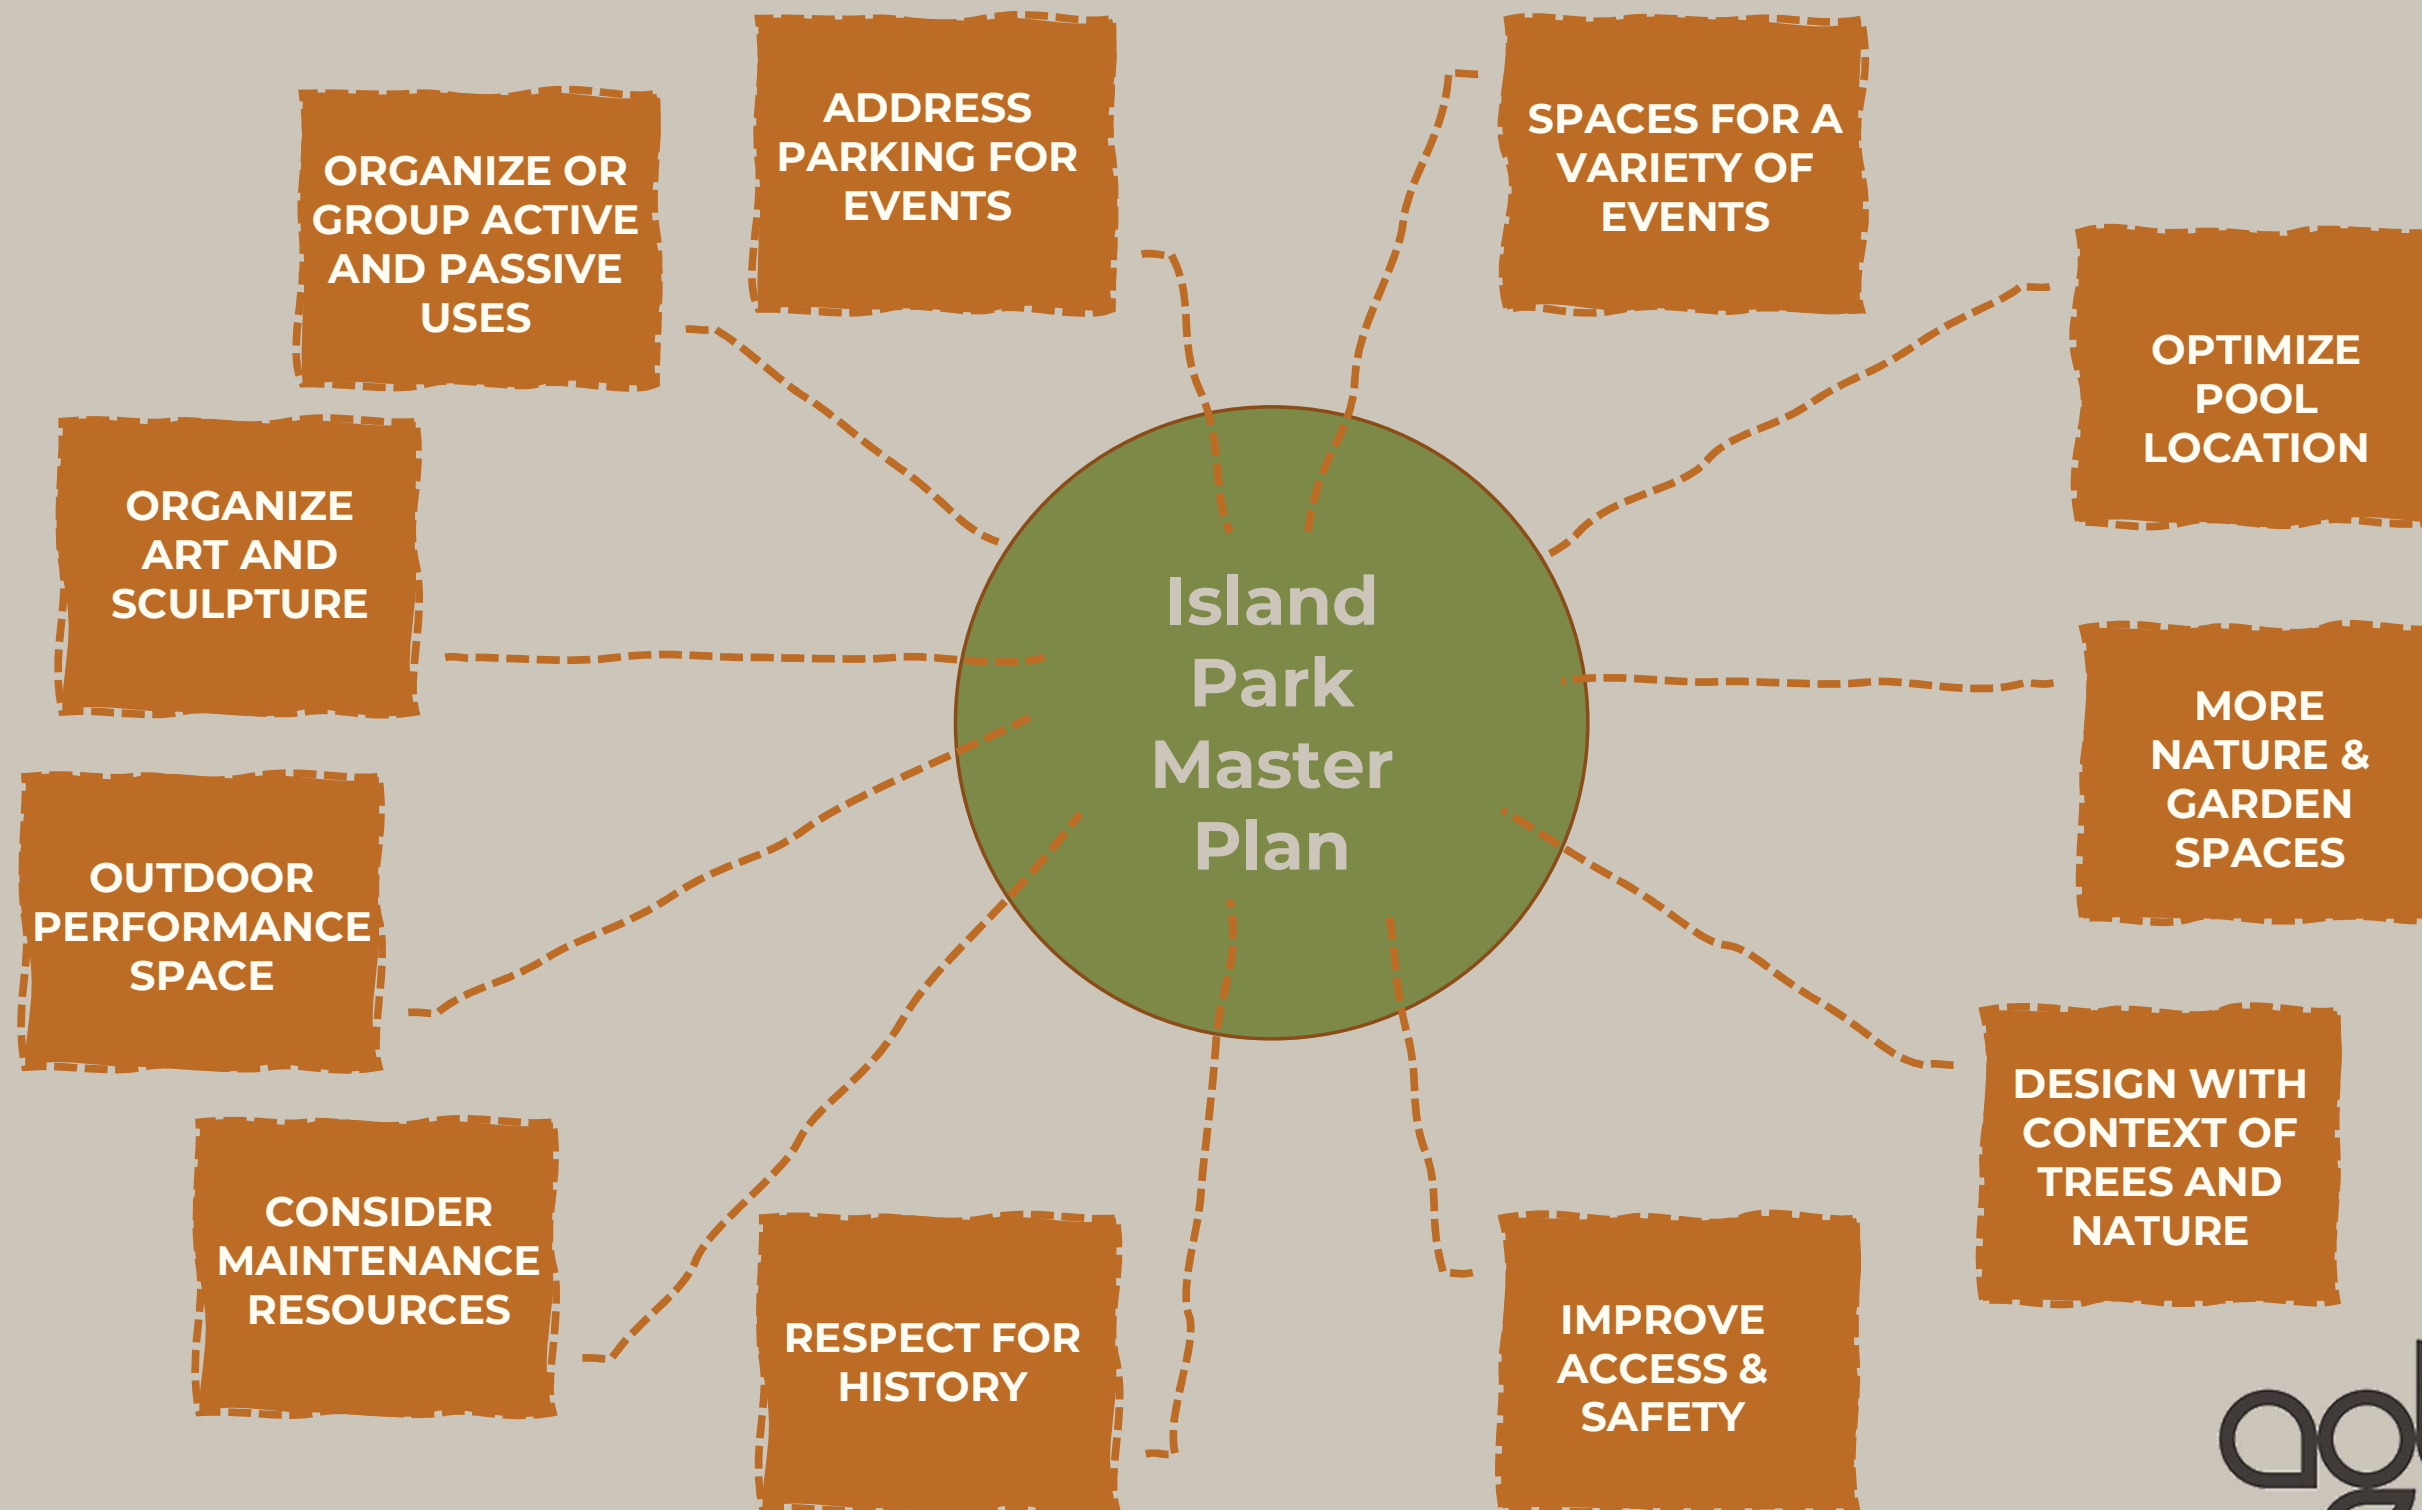 ADDRESS
PARKING FOR
EVENTS
SPACES FOR A
VARIETY OF
EVENTS
ORGANIZE OR
GROUP ACTIVE
AND PASSIVE
USES
OPTIMIZE
POOL
LOCATION
ORGANIZE
ART AND
SCULPTURE
Island
Park
Master
Plan
MORE
NATURE &
GARDEN
SPACES
OUTDOOR
PERFORMANCE
SPACE
DESIGN WITH
CONTEXT OF
TREES AND
NATURE
CONSIDER
MAINTENANCE
RESOURCES
RESPECT FOR
HISTORY
IMPROVE
ACCESS &
SAFETY